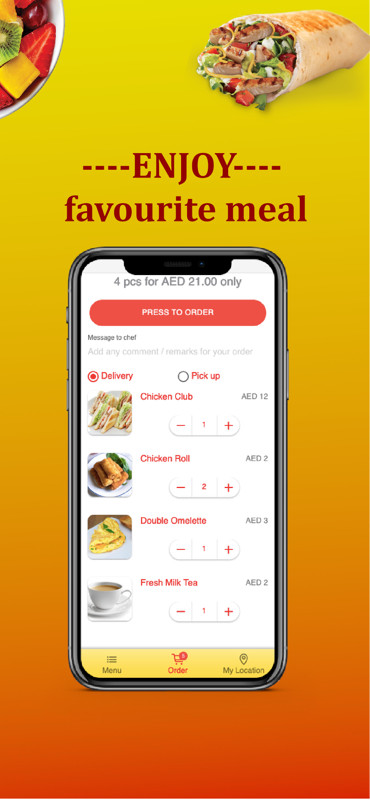 ----ENJOY----
favourite meal
4 pcs for AED 21.00 only
PRESS TO ORDER
Message to chef
Add any comment / remarks for your order
Delivery
Pick up
Chicken Club
AED 12
− 1 +
Chicken Roll
AED 2
− 2 +
Double Omelette
AED 3
− 1 +
Fresh Milk Tea
AED 2
− 1 +
Menu
Order
My Location